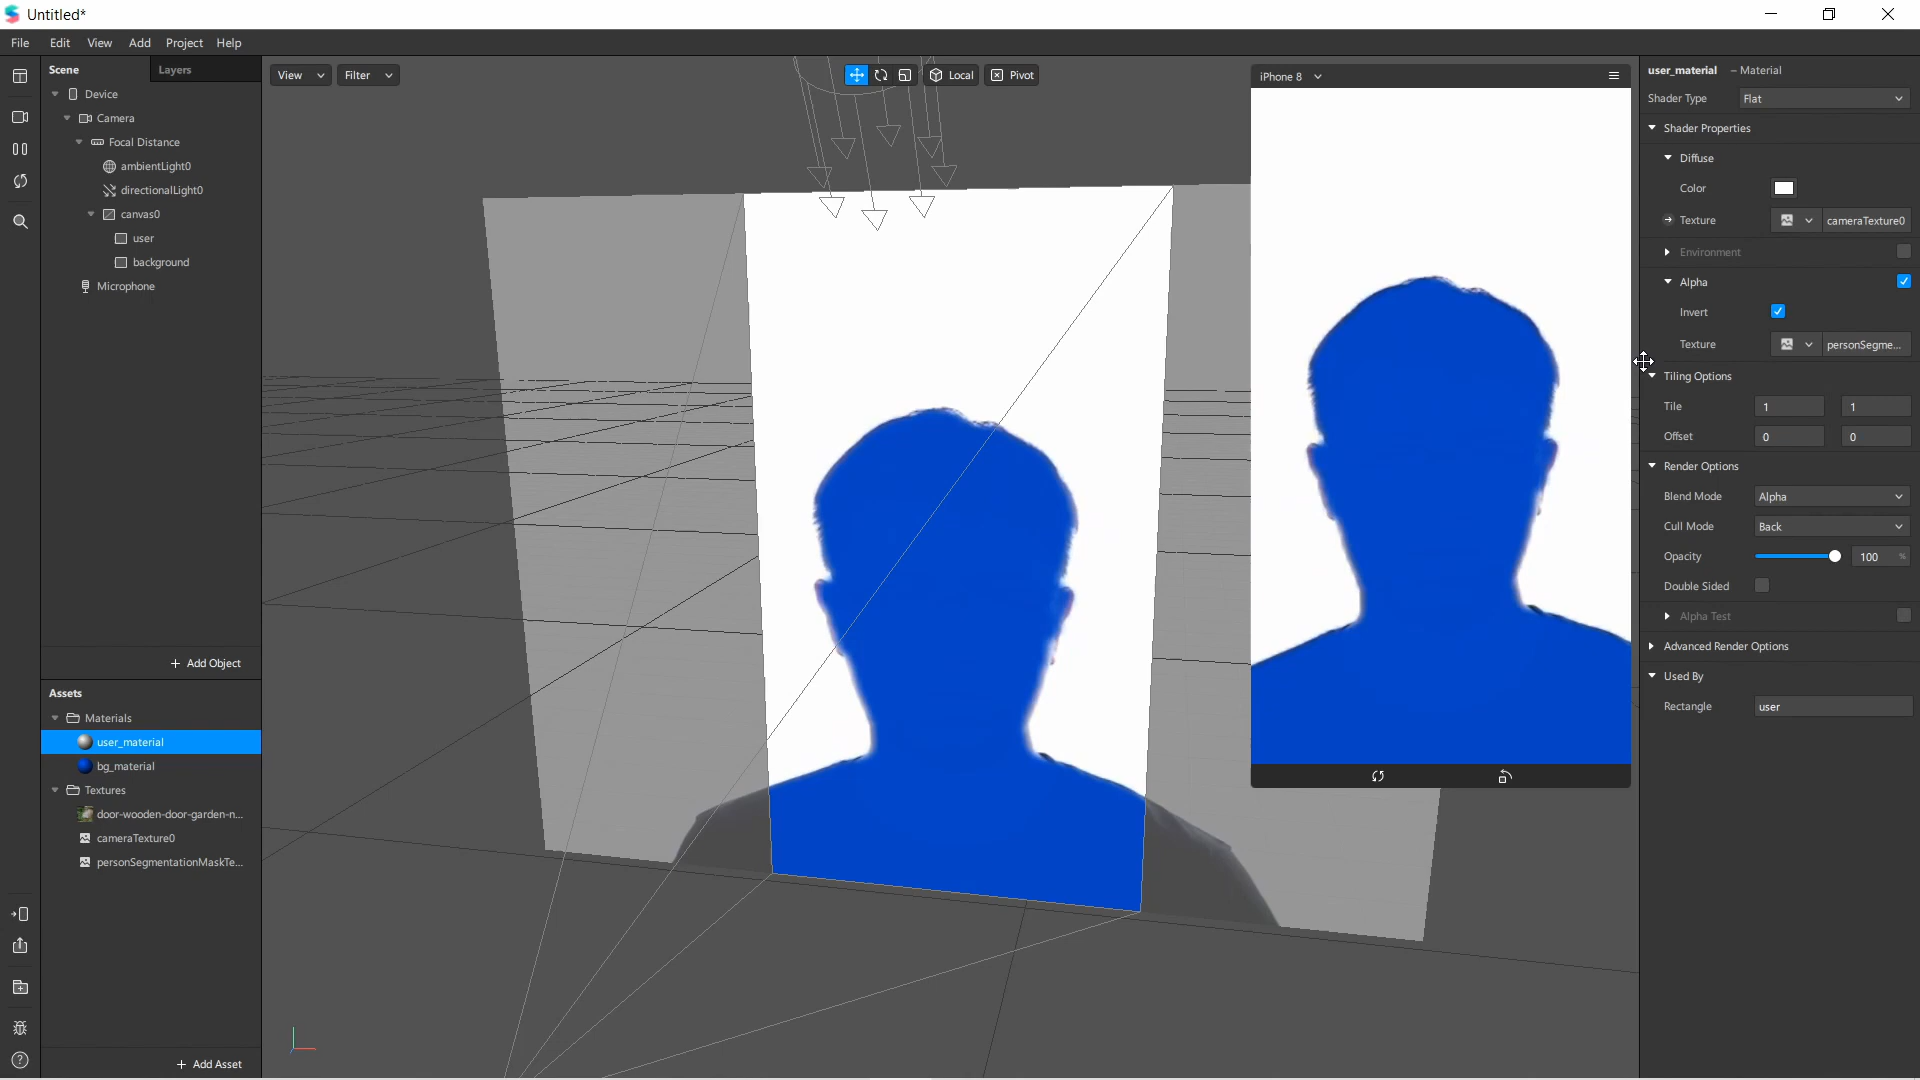 Untitled*
File Edit View Add Project Help
Scene Layers
Device
Camera
Focal Distance
ambientLight0
directionalLight0
canvas0
user
background
Microphone
+ Add Object
Assets
Materials
user_material
bg_material
Textures
door-wooden-door-garden-n...
cameraTexture0
personSegmentationMaskTe...
+ Add Asset
View Filter
Local Pivot
iPhone 8
user_material – Material
Shader Type Flat
Shader Properties
Diffuse
Color
Texture cameraTexture0
Environment
Alpha
Invert
Texture personSegme...
Tiling Options
Tile 1 1
Offset 0 0
Render Options
Blend Mode Alpha
Cull Mode Back
Opacity 100 %
Double Sided
Alpha Test
Advanced Render Options
Used By
Rectangle user